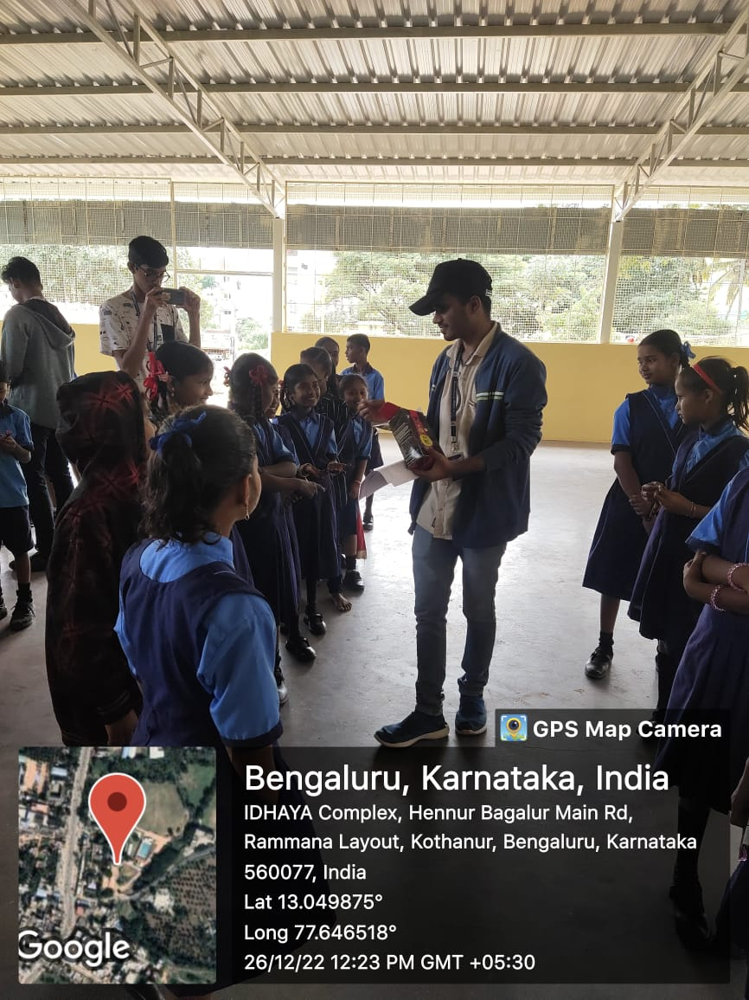 GPS Map Camera
Bengaluru, Karnataka, India
IDHAYA Complex, Hennur Bagalur Main Rd,
Rammana Layout, Kothanur, Bengaluru, Karnataka
560077, India
Lat 13.049875°
Long 77.646518°
26/12/22 12:23 PM GMT +05:30
Google